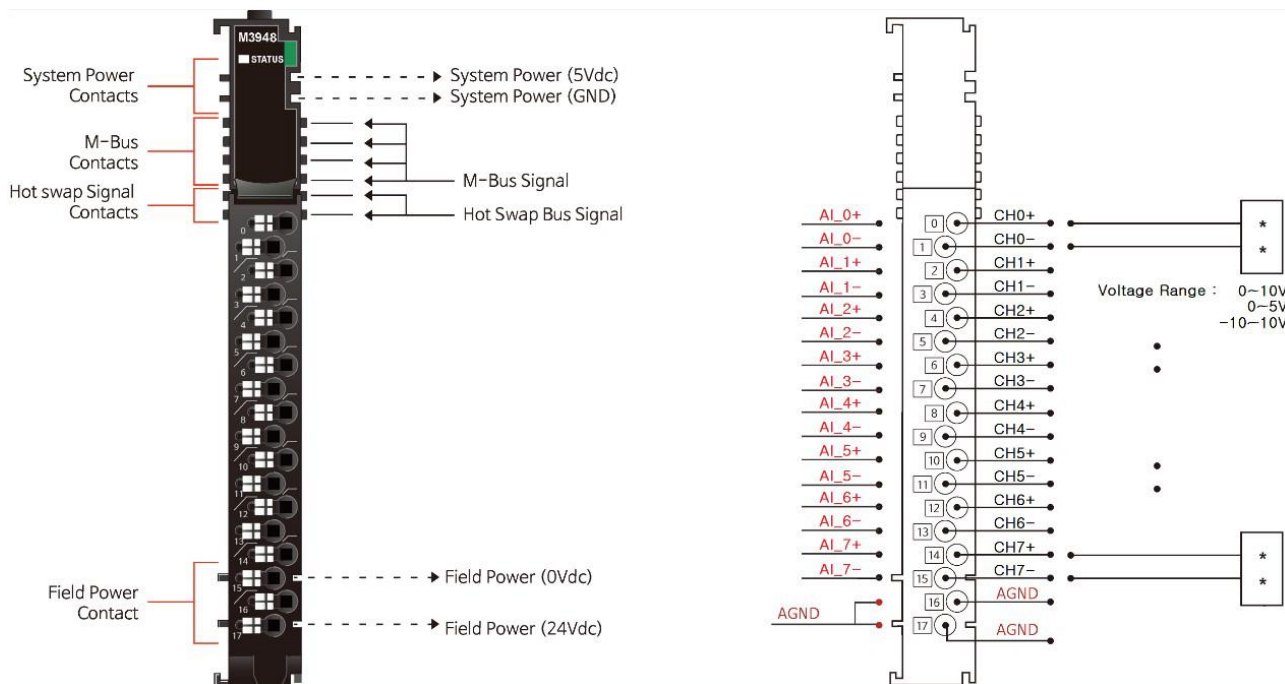 M3948
STATUS
System Power
Contacts
System Power (5Vdc)
System Power (GND)
M-Bus
Contacts
M-Bus Signal
Hot swap Signal
Contacts
Hot Swap Bus Signal
0
1
2
3
4
5
6
7
8
9
10
11
12
13
14
15
16
17
Field Power
Contact
Field Power (0Vdc)
Field Power (24Vdc)
AI_0+ 0 CH0+ *
AI_0- 1 CH0- *
AI_1+ 2 CH1+
AI_1- 3 CH1-
Voltage Range : 0~10V
0~5V
-10~10V
AI_2+ 4 CH2+
AI_2- 5 CH2-
AI_3+ 6 CH3+
AI_3- 7 CH3-
AI_4+ 8 CH4+
AI_4- 9 CH4-
AI_5+ 10 CH5+
AI_5- 11 CH5-
AI_6+ 12 CH6+
AI_6- 13 CH6-
AI_7+ 14 CH7+ *
AI_7- 15 CH7- *
16 AGND
AGND
17 AGND